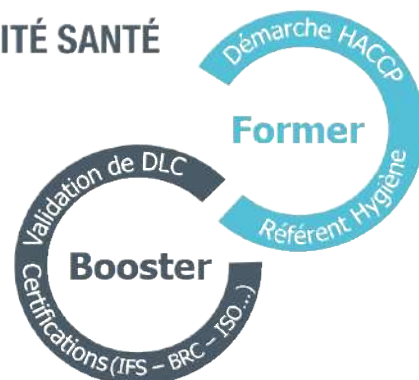 ITÉ SANTÉ
Démarche HACCP
Former
Référent Hygiène
Validation de DLC
Booster
Certifications (IFS – BRC – ISO...)